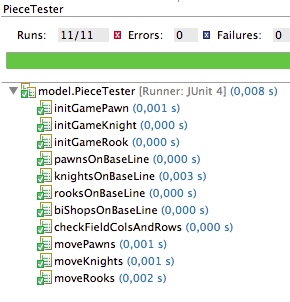 PieceTester
Runs: 11/11 Errors: 0 Failures: 0
model.PieceTester [Runner: JUnit 4] (0,008 s)
initGamePawn (0,001 s)
initGameKnight (0,000 s)
initGameRook (0,000 s)
pawnsOnBaseLine (0,000 s)
knightsOnBaseLine (0,003 s)
rooksOnBaseLine (0,000 s)
biShopsOnBaseLine (0,000 s)
checkFieldColsAndRows (0,000 s)
movePawns (0,001 s)
moveKnights (0,001 s)
moveRooks (0,002 s)